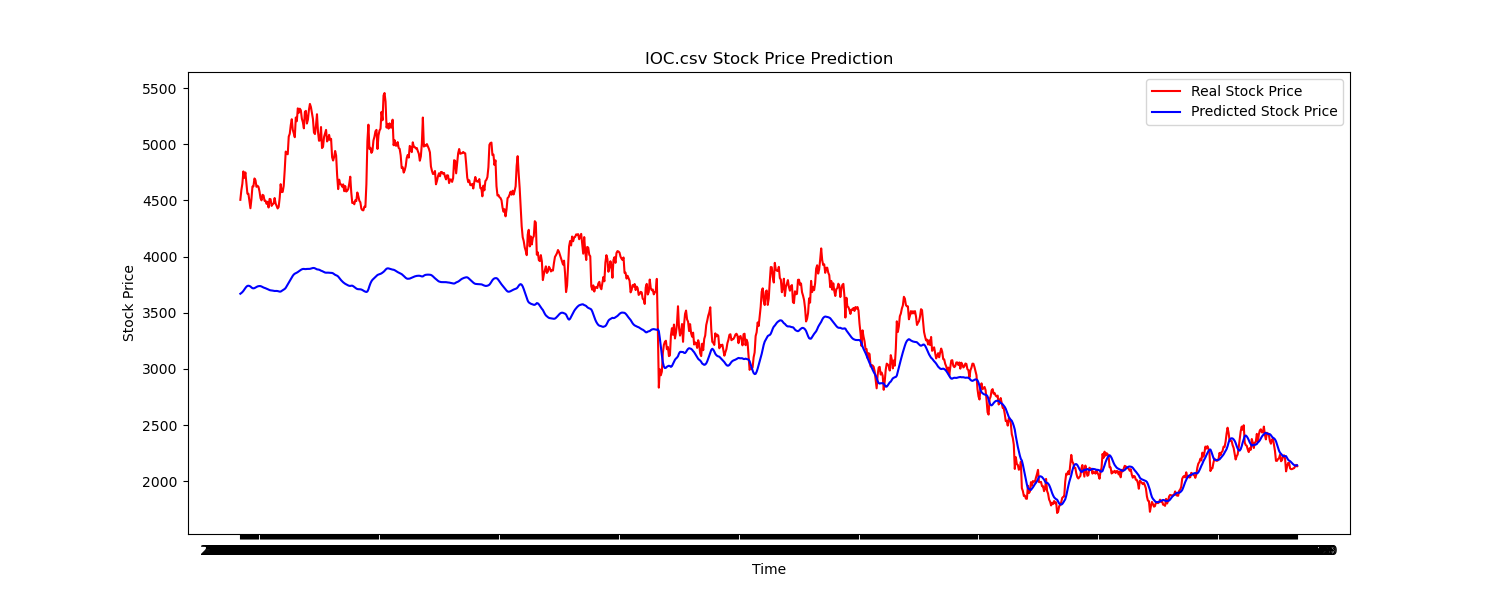 IOC.csv Stock Price Prediction
Real Stock Price
Predicted Stock Price
5500
5000
4500
4000
3500
3000
2500
2000
Stock Price
Time